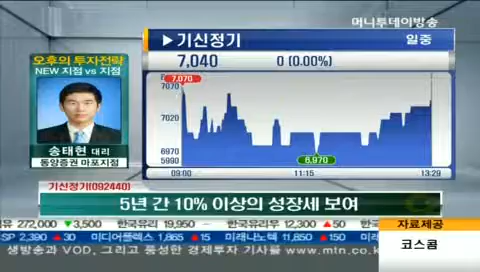 머니투데이방송
오후의 투자전략
NEW 지점 vs 지점
송태현 대리
동양증권 마포지점
▶ 기신정기
일중
7,040
0 (0.00%)
7,070
7070
7020
6970
5990
6,970
09:00 11:15 13:29
기신정기(092440)
5년 간 10% 이상의 성장세 보여
유 272,000 ▼3,500 한국유리 19,950 ─ 한국유리우 12,300 ▲50
SP 2,390 ▲30 미디어플렉스 1,865 ▲15 미래나노텍 11,850 ▲150
생방송과 VOD, 그리고 풍성한 경제투자 기사를 www.mtn.co.k
자료제공
코스콤